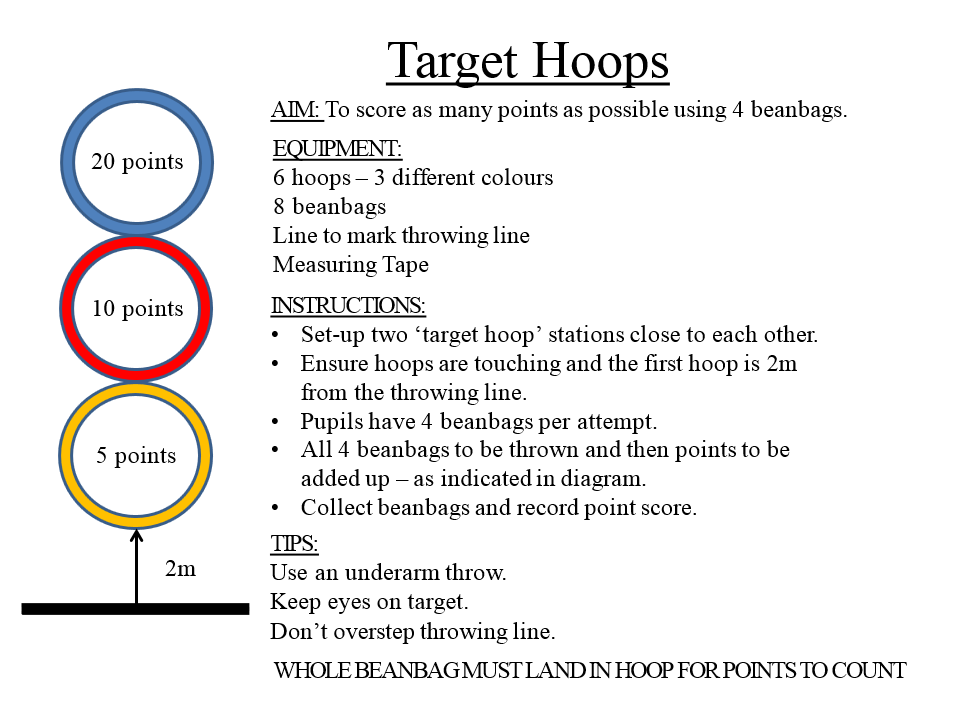 Target Hoops
AIM: To score as many points as possible using 4 beanbags.
EQUIPMENT:
6 hoops – 3 different colours
8 beanbags
Line to mark throwing line
Measuring Tape
INSTRUCTIONS:
• Set-up two ‘target hoop’ stations close to each other.
• Ensure hoops are touching and the first hoop is 2m
from the throwing line.
• Pupils have 4 beanbags per attempt.
• All 4 beanbags to be thrown and then points to be
added up – as indicated in diagram.
• Collect beanbags and record point score.
TIPS:
Use an underarm throw.
Keep eyes on target.
Don’t overstep throwing line.
WHOLE BEANBAG MUST LAND IN HOOP FOR POINTS TO COUNT
20 points
10 points
5 points
2m